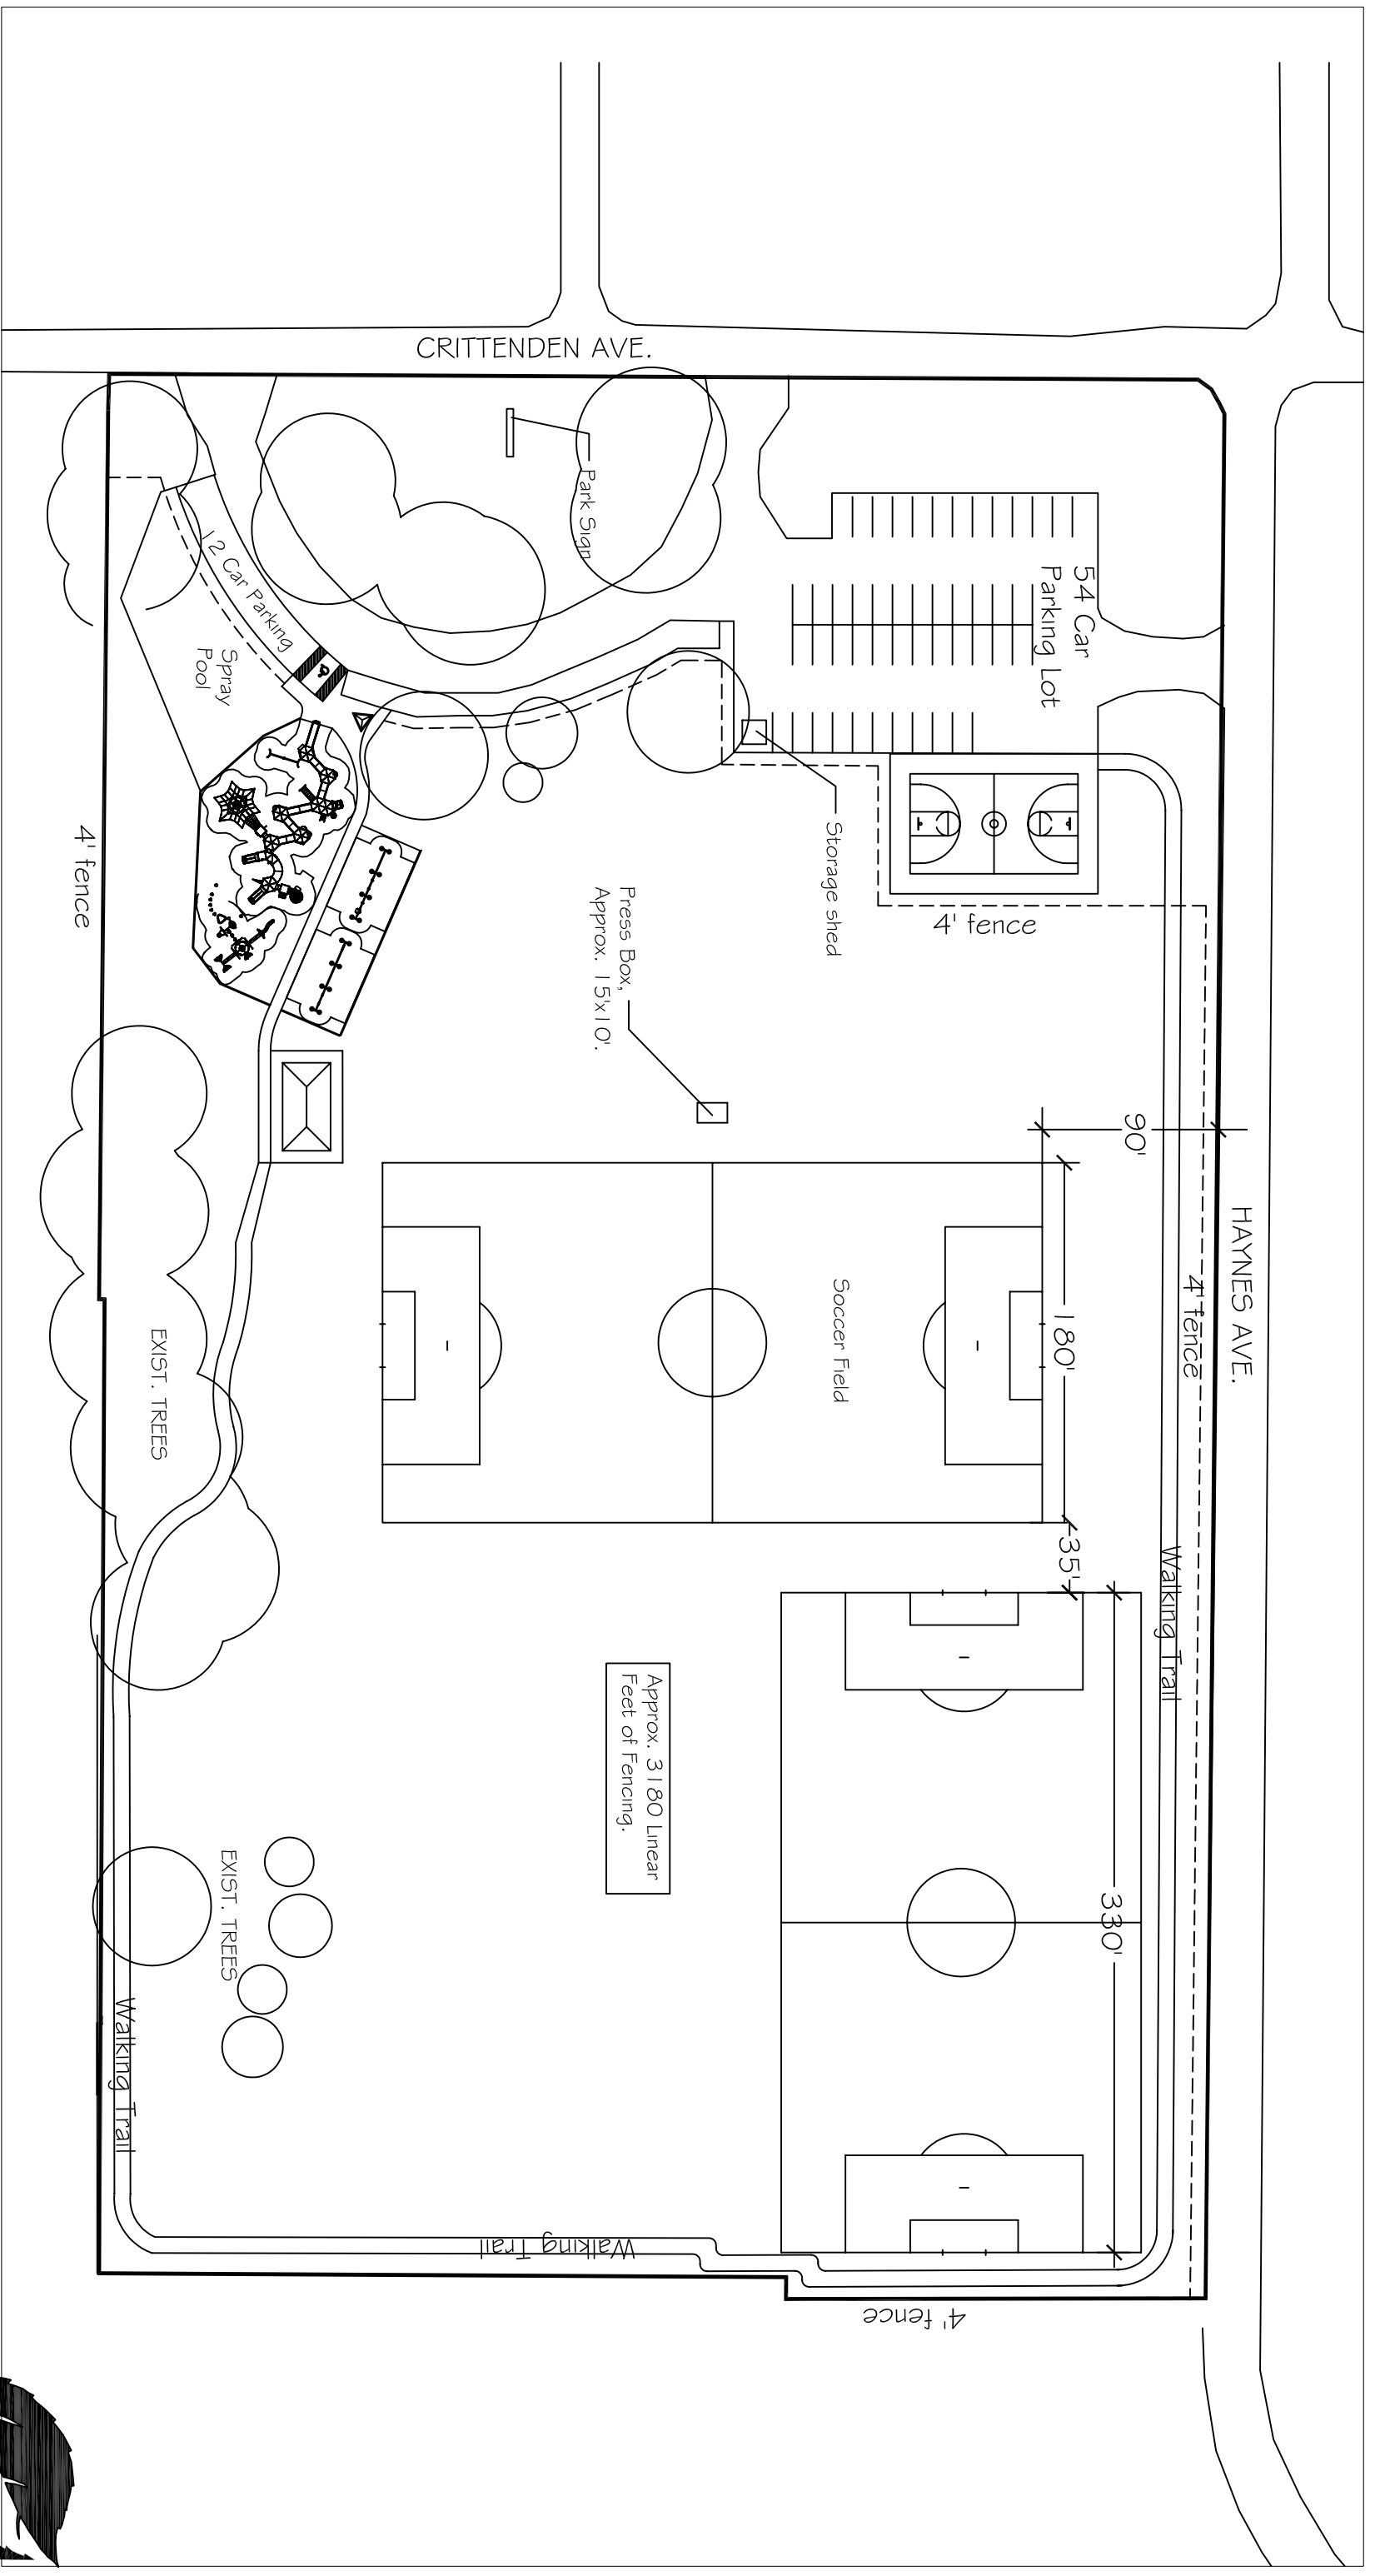 CRITTENDEN AVE.
Park Sign
12 Car Parking
Spray
Pool
54 Car
Parking Lot
Storage shed
4' fence
4' fence
Press Box,
Approx. 15'x10'.
90'
HAYNES AVE.
4' fence
180'
Soccer Field
35'
EXIST. TREES
Walking Trail
Approx. 3180 Linear
Feet of Fencing.
330'
EXIST. TREES
Walking Trail
Walking Trail
4' fence